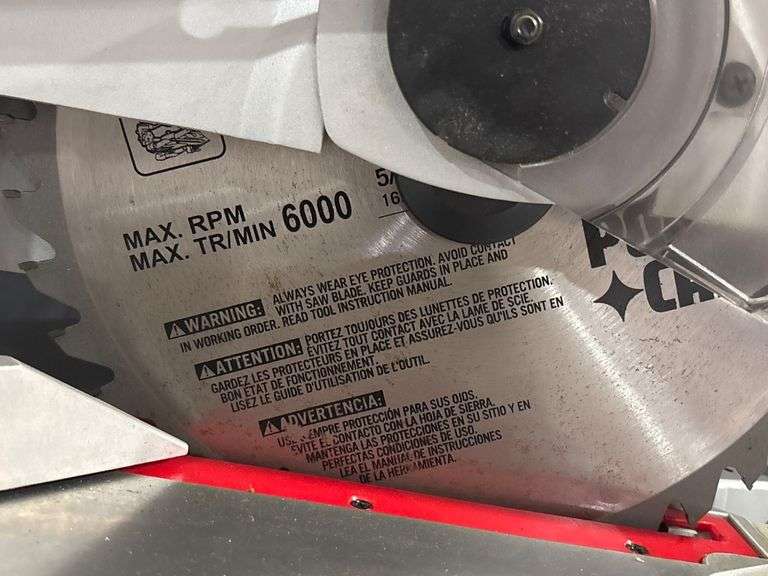 MAX. RPM
MAX. TR/MIN 6000
16
WARNING: ALWAYS WEAR EYE PROTECTION. AVOID CONTACT
WITH SAW BLADE. KEEP GUARDS IN PLACE AND
IN WORKING ORDER. READ TOOL INSTRUCTION MANUAL.
ATTENTION: PORTEZ TOUJOURS DES LUNETTES DE PROTECTION.
ÉVITEZ TOUT CONTACT AVEC LA LAME DE SCIE.
GARDEZ LES PROTECTEURS EN PLACE ET ASSUREZ-VOUS QU'ILS SONT EN
BON ÉTAT DE FONCTIONNEMENT.
LISEZ LE GUIDE D'UTILISATION DE L'OUTIL.
ADVERTENCIA:
PROTECCIÓN PARA SUS OJOS.
EVITE EL CONTACTO CON LA HOJA DE SIERRA.
MANTENGA LAS PROTECCIONES EN SU SITIO Y EN
PERFECTAS CONDICIONES DE USO.
LEA EL MANUAL DE INSTRUCCIONES
DE LA HERRAMIENTA.